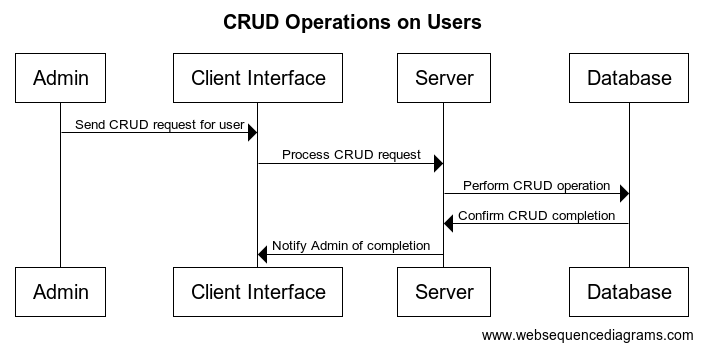 CRUD Operations on Users
Admin
Client Interface
Server
Database
Send CRUD request for user
Process CRUD request
Perform CRUD operation
Confirm CRUD completion
Notify Admin of completion
Admin
Client Interface
Server
Database
www.websequencediagrams.com